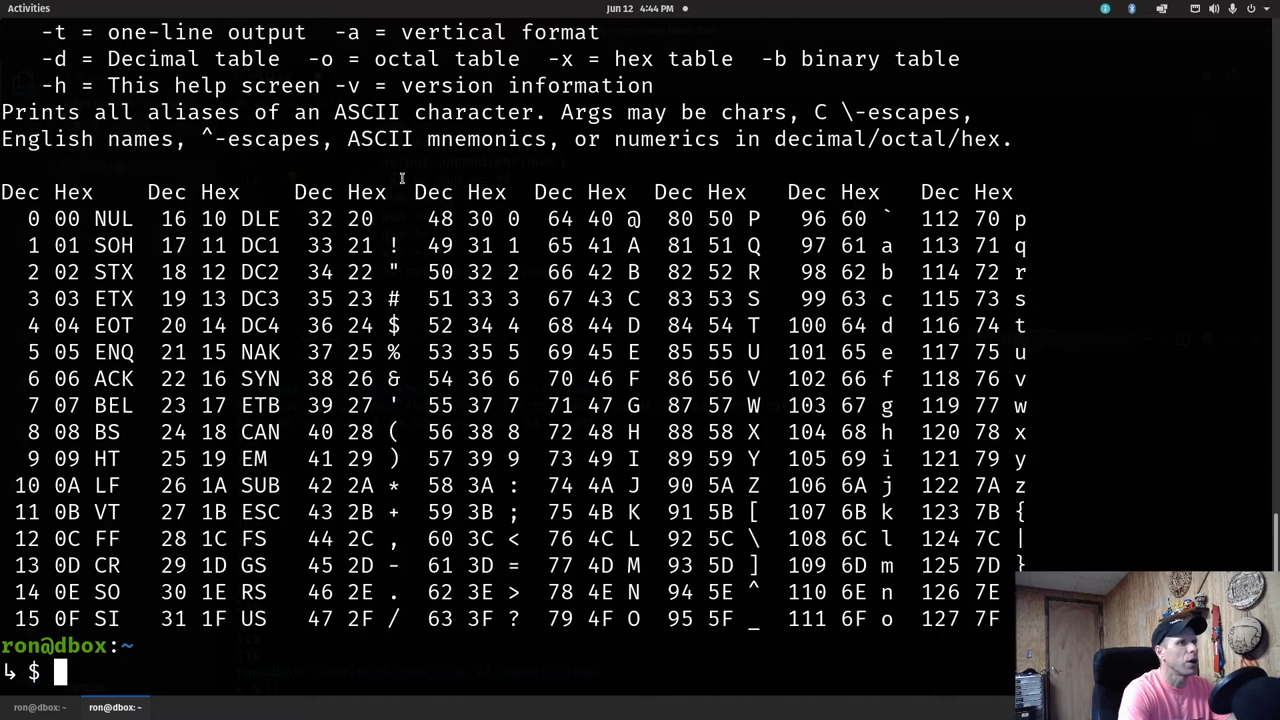 Activities
Jun 12 4:44 PM
-t = one-line output -a = vertical format
-d = Decimal table -o = octal table -x = hex table -b binary table
-h = This help screen -v = version information
Prints all aliases of an ASCII character. Args may be chars, C \-escapes,
English names, ^-escapes, ASCII mnemonics, or numerics in decimal/octal/hex.
Dec Hex Dec Hex Dec Hex Dec Hex Dec Hex Dec Hex Dec Hex Dec Hex
0 00 NUL 16 10 DLE 32 20 48 30 0 64 40 @ 80 50 P 96 60 ` 112 70 p
1 01 SOH 17 11 DC1 33 21 ! 49 31 1 65 41 A 81 51 Q 97 61 a 113 71 q
2 02 STX 18 12 DC2 34 22 " 50 32 2 66 42 B 82 52 R 98 62 b 114 72 r
3 03 ETX 19 13 DC3 35 23 # 51 33 3 67 43 C 83 53 S 99 63 c 115 73 s
4 04 EOT 20 14 DC4 36 24 $ 52 34 4 68 44 D 84 54 T 100 64 d 116 74 t
5 05 ENQ 21 15 NAK 37 25 % 53 35 5 69 45 E 85 55 U 101 65 e 117 75 u
6 06 ACK 22 16 SYN 38 26 & 54 36 6 70 46 F 86 56 V 102 66 f 118 76 v
7 07 BEL 23 17 ETB 39 27 ' 55 37 7 71 47 G 87 57 W 103 67 g 119 77 w
8 08 BS 24 18 CAN 40 28 ( 56 38 8 72 48 H 88 58 X 104 68 h 120 78 x
9 09 HT 25 19 EM 41 29 ) 57 39 9 73 49 I 89 59 Y 105 69 i 121 79 y
10 0A LF 26 1A SUB 42 2A * 58 3A : 74 4A J 90 5A Z 106 6A j 122 7A z
11 0B VT 27 1B ESC 43 2B + 59 3B ; 75 4B K 91 5B [ 107 6B k 123 7B {
12 0C FF 28 1C FS 44 2C , 60 3C < 76 4C L 92 5C \ 108 6C l 124 7C |
13 0D CR 29 1D GS 45 2D - 61 3D = 77 4D M 93 5D ] 109 6D m 125 7D }
14 0E SO 30 1E RS 46 2E . 62 3E > 78 4E N 94 5E ^ 110 6E n 126 7E
15 0F SI 31 1F US 47 2F / 63 3F ? 79 4F O 95 5F _ 111 6F o 127 7F
ron@dbox:~
↳ $
ron@dbox: ~ ron@dbox: ~